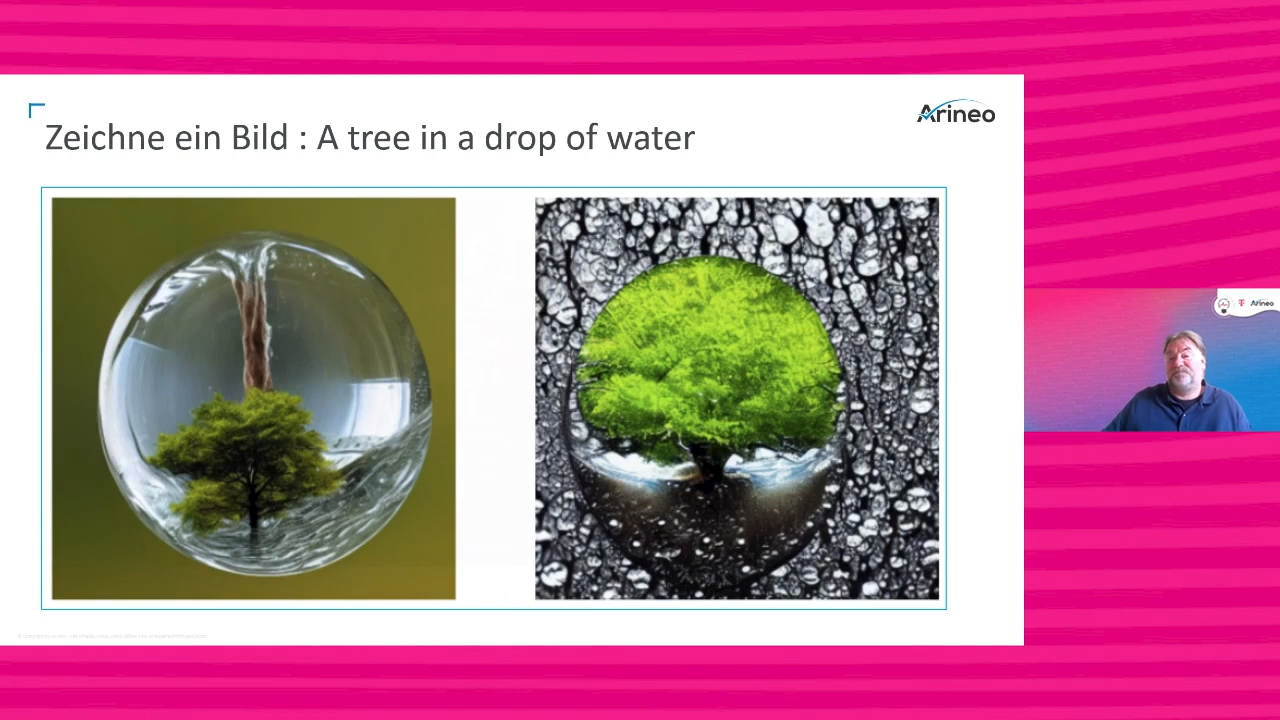 Arineo
Zeichne ein Bild : A tree in a drop of water
T Arineo